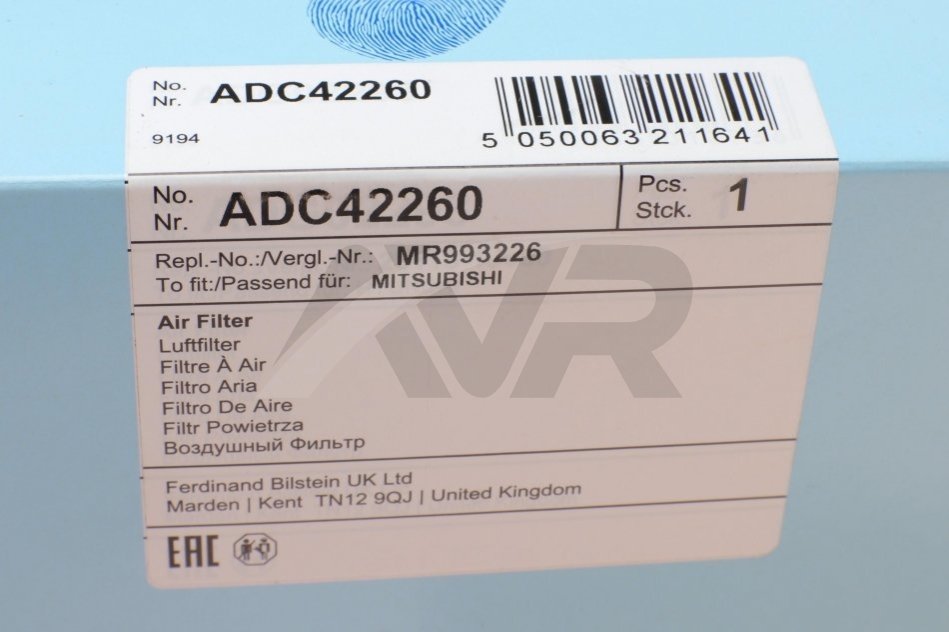 No.
Nr.
ADC42260
9194
5 050063 211641
No.
Nr.
ADC42260
Pcs.
Stck.
1
Repl.-No.:/Vergl.-Nr.: MR993226
To fit:/Passend für: MITSUBISHI
Air Filter
Luftfilter
Filtre À Air
Filtro Aria
Filtro De Aire
Filtr Powietrza
Воздушный Фильтр
Ferdinand Bilstein UK Ltd
Marden | Kent TN12 9QJ | United Kingdom
EAC
AVR